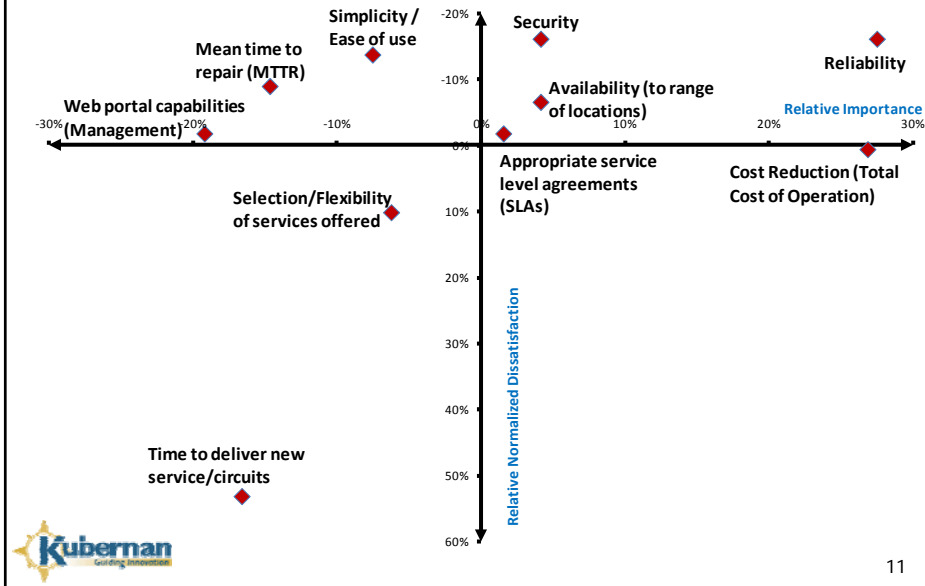 -20%
Simplicity /
Ease of use
Security
Mean time to
repair (MTTR)
Reliability
-10%
Web portal capabilities
(Management)
Availability (to range
of locations)
Relative Importance
-30%
-20%
-10%
0%
10%
20%
30%
0%
Appropriate service
level agreements
(SLAs)
Cost Reduction (Total
Cost of Operation)
Selection/Flexibility
of services offered
10%
20%
30%
40%
50%
60%
Relative Normalized Dissatisfaction
Time to deliver new
service/circuits
Kubernan
Guiding Innovation
11